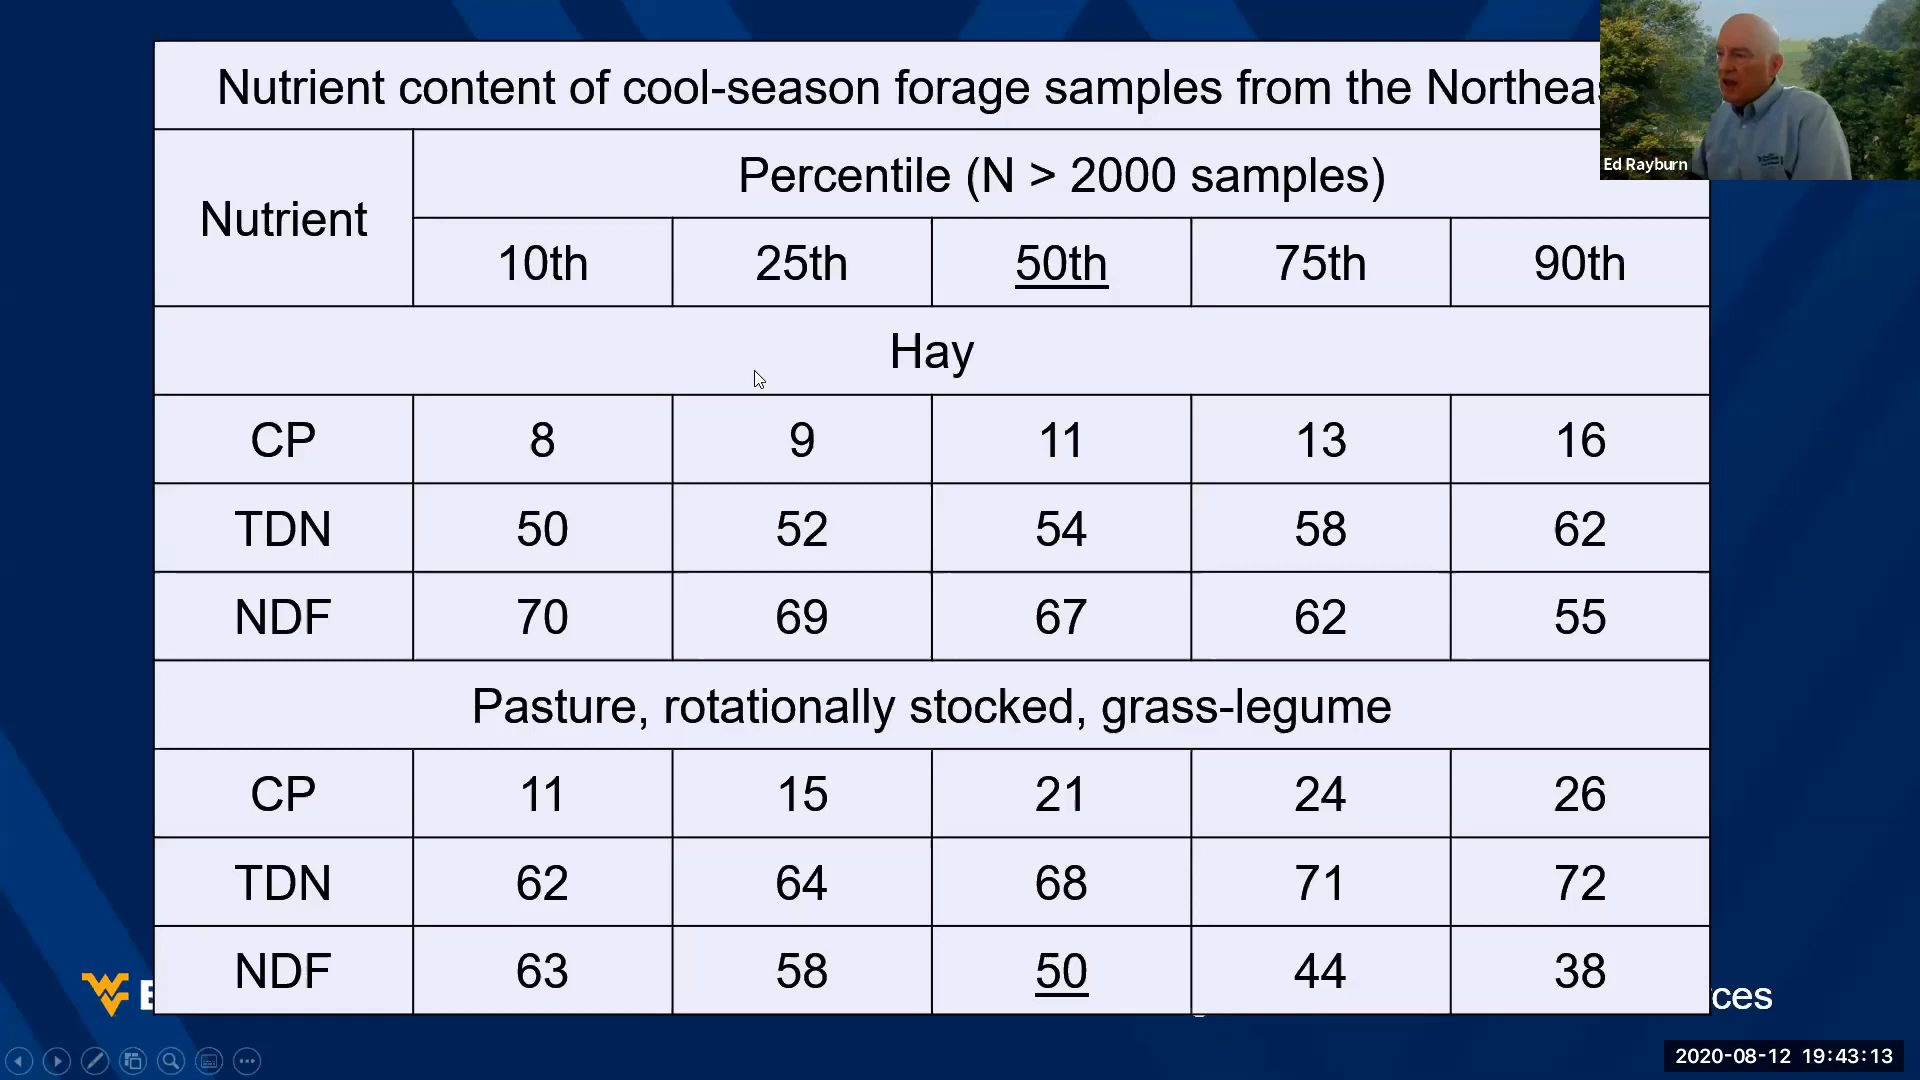 Nutrient content of cool-season forage samples from the
Ed Rayburn
Nutrient
Percentile (N > 2000 samples)
10th 25th 50th 75th 90th
Hay
CP 8 9 11 13 16
TDN 50 52 54 58 62
NDF 70 69 67 62 55
Pasture, rotationally stocked, grass-legume
CP 11 15 21 24 26
TDN 62 64 68 71 72
NDF 63 58 50 44 38
2020-08-12 19:43:13